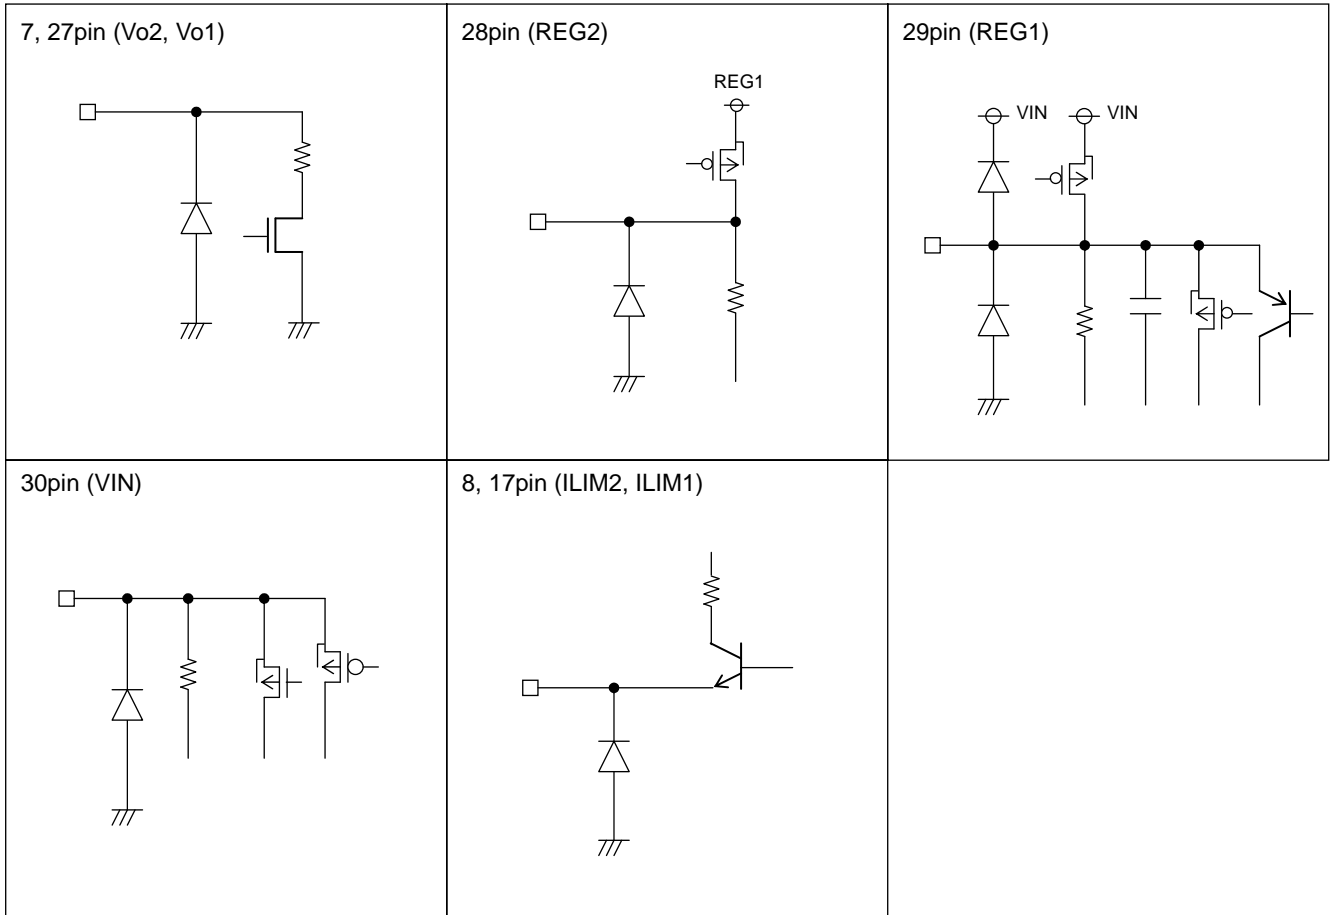 7, 27pin (Vo2, Vo1)
28pin (REG2)
REG1
29pin (REG1)
VIN
VIN
30pin (VIN)
8, 17pin (ILIM2, ILIM1)